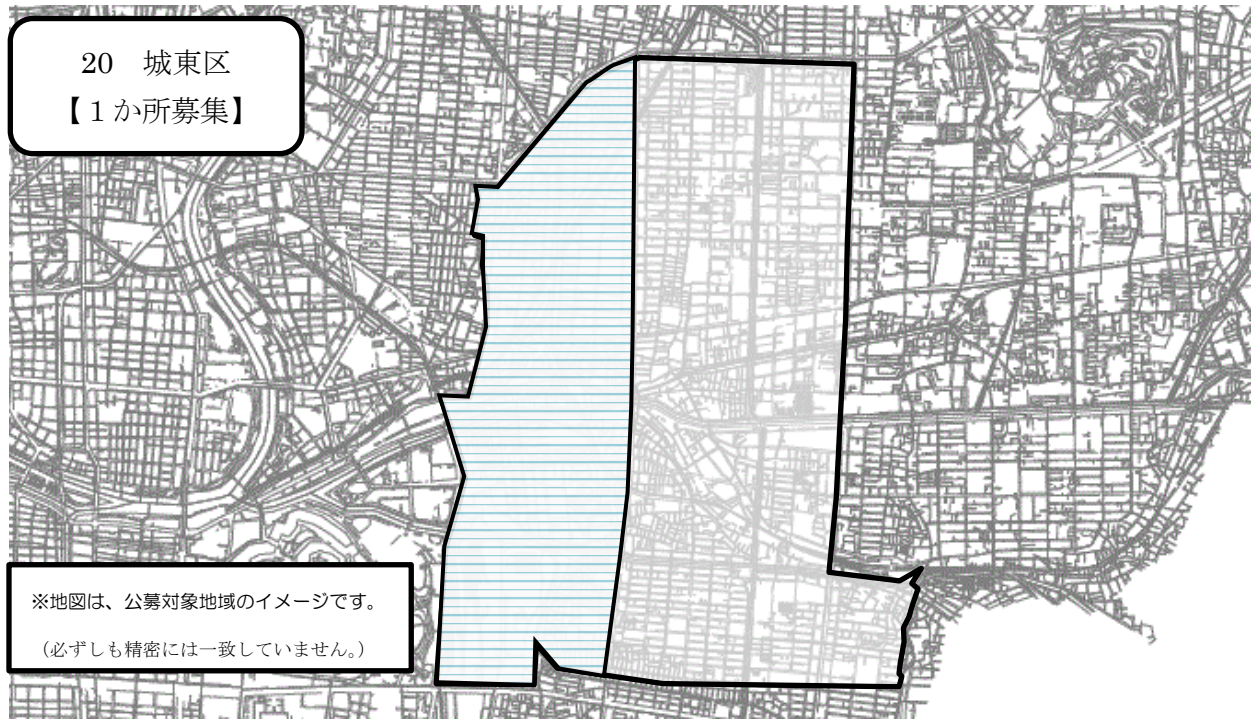 20　城東区
【１か所募集】
※地図は、公募対象地域のイメージです。
（必ずしも精密には一致していません。）